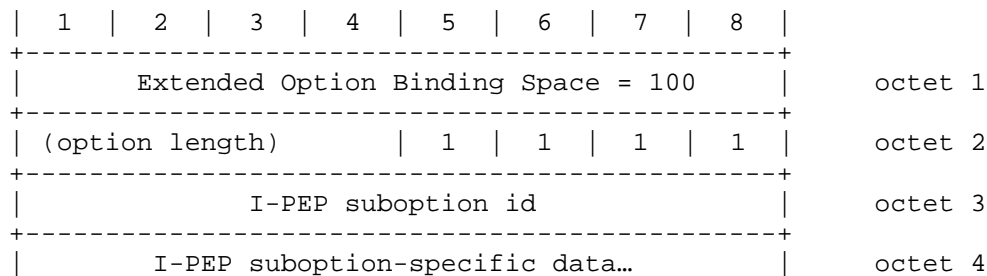 |  1  |  2  |  3  |  4  |  5  |  6  |  7  |  8  |
+-----------------------------------------------+
|       Extended Option Binding Space = 100     |     octet 1
+-----------------------------------------------+
| (option length)       |  1  |  1  |  1  |  1  |     octet 2
+-----------------------------------------------+
|              I-PEP suboption id               |     octet 3
+-----------------------------------------------+
|        I-PEP suboption-specific data…         |     octet 4